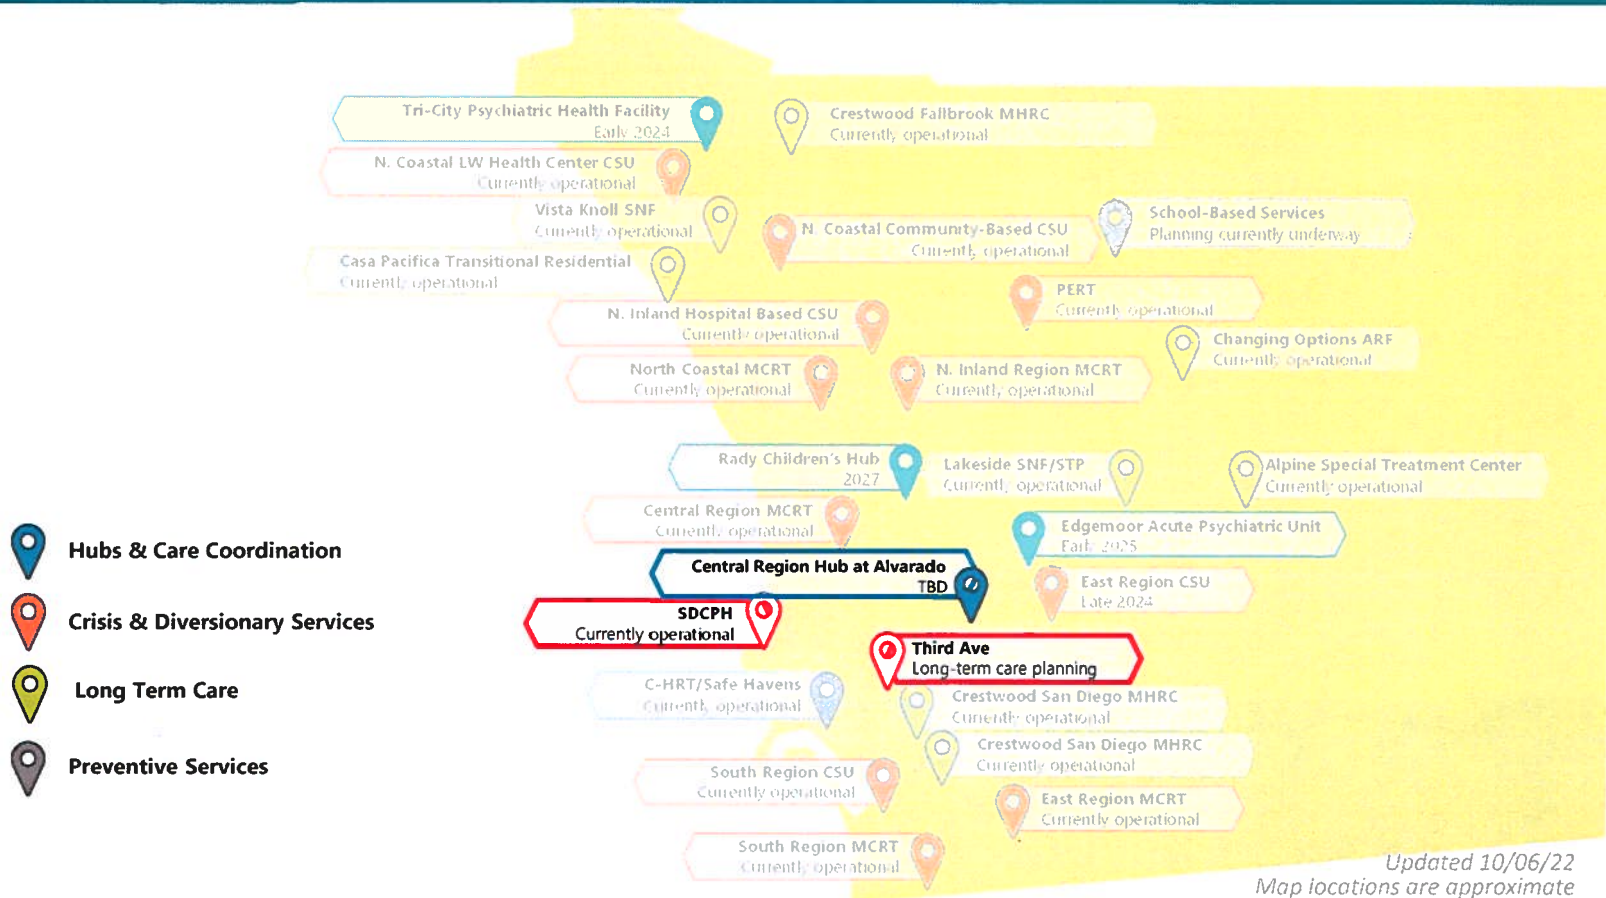 Tri-City Psychiatric Health Facility
Early 2024
Crestwood Fallbrook MHRC
Currently operational
N. Coastal LW Health Center CSU
Currently operational
Vista Knoll SNF
Currently operational
N. Coastal Community-Based CSU
Currently operational
School-Based Services
Planning currently underway
Casa Pacifica Transitional Residential
Currently operational
PERT
Currently operational
N. Inland Hospital Based CSU
Currently operational
Changing Options ARF
Currently operational
North Coastal MCRT
Currently operational
N. Inland Region MCRT
Currently operational
Rady Children's Hub
2027
Lakeside SNF/STP
Currently operational
Alpine Special Treatment Center
Currently operational
Central Region MCRT
Currently operational
Edgemoor Acute Psychiatric Unit
Early 2025
Central Region Hub at Alvarado
TBD
East Region CSU
Late 2024
SDCPH
Currently operational
Third Ave
Long-term care planning
C-HRT/Safe Havens
Currently operational
Crestwood San Diego MHRC
Currently operational
Crestwood San Diego MHRC
Currently operational
South Region CSU
Currently operational
East Region MCRT
Currently operational
South Region MCRT
Currently operational
Hubs & Care Coordination
Crisis & Diversionary Services
Long Term Care
Preventive Services
Updated 10/06/22
Map locations are approximate